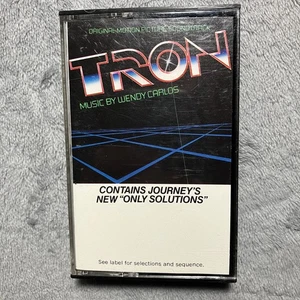 ORIGINAL MOTION PICTURE SOUNDTRACK
TRON
MUSIC BY WENDY CARLOS
CONTAINS JOURNEY'S
NEW "ONLY SOLUTIONS"
See label for selections and sequence.